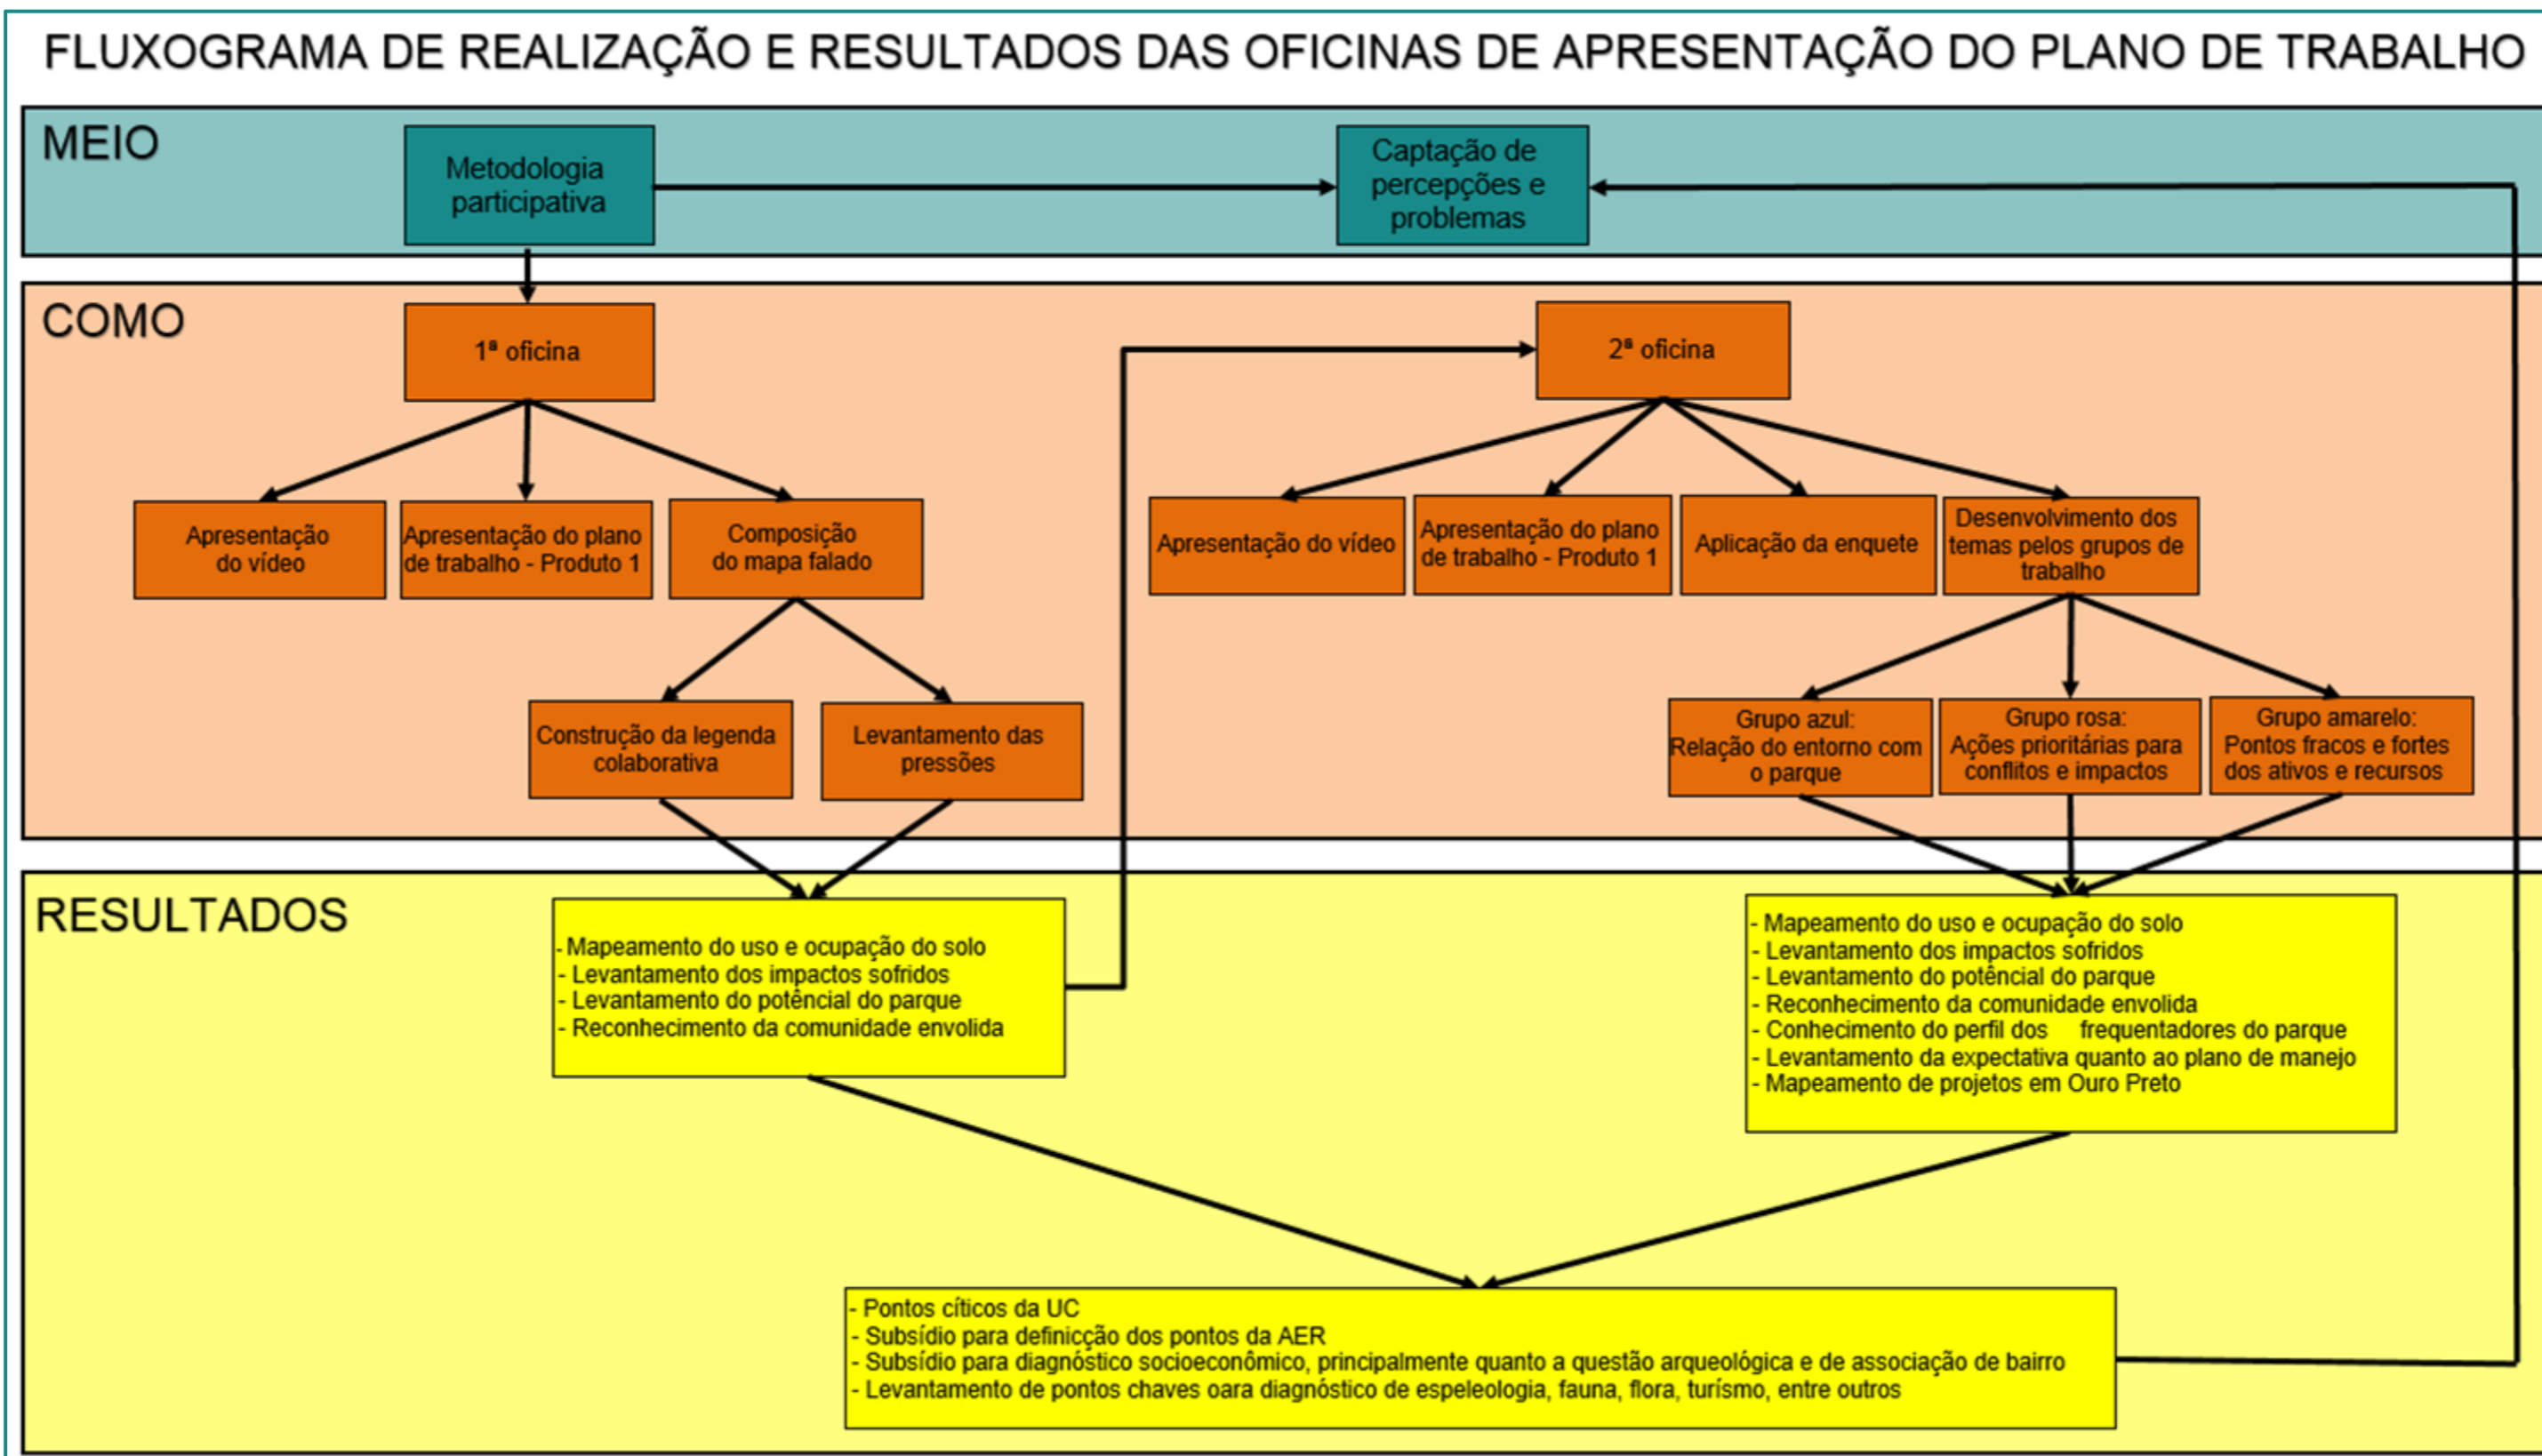 FLUXOGRAMA DE REALIZAÇÃO E RESULTADOS DAS OFICINAS DE APRESENTAÇÃO DO PLANO DE TRABALHO
MEIO
Metodologia
participativa
Captação de
percepções e
problemas
COMO
1ª oficina
2ª oficina
Apresentação
do vídeo
Apresentação do plano
de trabalho - Produto 1
Composição
do mapa falado
Apresentação do vídeo
Apresentação do plano
de trabalho - Produto 1
Aplicação da enquete
Desenvolvimento dos
temas pelos grupos de
trabalho
Construção da legenda
colaborativa
Levantamento das
pressões
Grupo azul:
Relação do entorno com
o parque
Grupo rosa:
Ações prioritárias para
conflitos e impactos
Grupo amarelo:
Pontos fracos e fortes
dos ativos e recursos
RESULTADOS
- Mapeamento do uso e ocupação do solo
- Levantamento dos impactos sofridos
- Levantamento do potêncial do parque
- Reconhecimento da comunidade envolida
- Mapeamento do uso e ocupação do solo
- Levantamento dos impactos sofridos
- Levantamento do potêncial do parque
- Reconhecimento da comunidade envolida
- Conhecimento do perfil dos frequentadores do parque
- Levantamento da expectativa quanto ao plano de manejo
- Mapeamento de projetos em Ouro Preto
- Pontos cíticos da UC
- Subsídio para definicção dos pontos da AER
- Subsídio para diagnóstico socioeconômico, principalmente quanto a questão arqueológica e de associação de bairro
- Levantamento de pontos chaves oara diagnóstico de espeleologia, fauna, flora, turísmo, entre outros